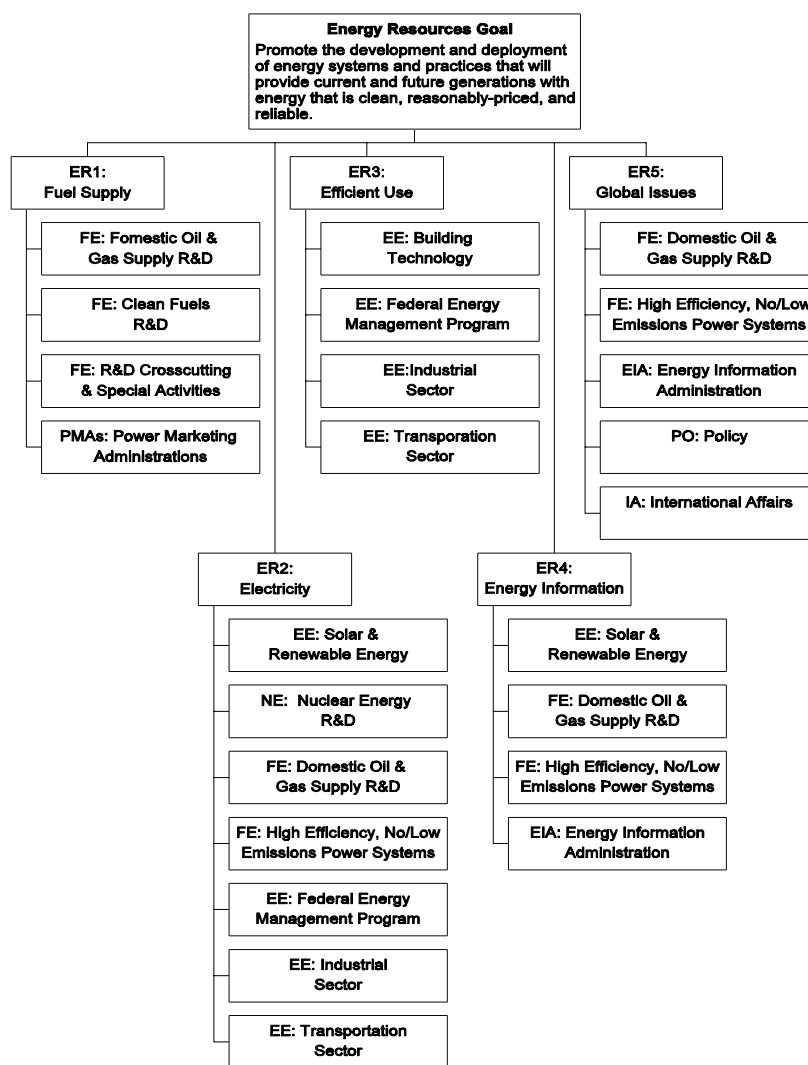 Energy Resources Goal
Promote the development and deployment
of energy systems and practices that will
provide current and future generations with
energy that is clean, reasonably-priced, and
reliable.
ER1:
Fuel Supply
FE: Fomestic Oil &
Gas Supply R&D
FE: Clean Fuels
R&D
FE: R&D Crosscutting
& Special Activities
PMAs: Power Marketing
Administrations
ER3:
Efficient Use
EE: Building
Technology
EE: Federal Energy
Management Program
EE:Industrial
Sector
EE: Transporation
Sector
ER5:
Global Issues
FE: Domestic Oil &
Gas Supply R&D
FE: High Efficiency, No/Low
Emissions Power Systems
EIA: Energy Information
Administration
PO: Policy
IA: International Affairs
ER2:
Electricity
EE: Solar &
Renewable Energy
NE:  Nuclear Energy
R&D
FE: Domestic Oil &
Gas Supply R&D
FE: High Efficiency, No/Low
Emissions Power Systems
EE: Federal Energy
Management Program
EE: Industrial
Sector
EE: Transportation
Sector
ER4:
Energy Information
EE: Solar &
Renewable Energy
FE: Domestic Oil &
Gas Supply R&D
FE: High Efficiency, No/Low
Emissions Power Systems
EIA: Energy Information
Administration